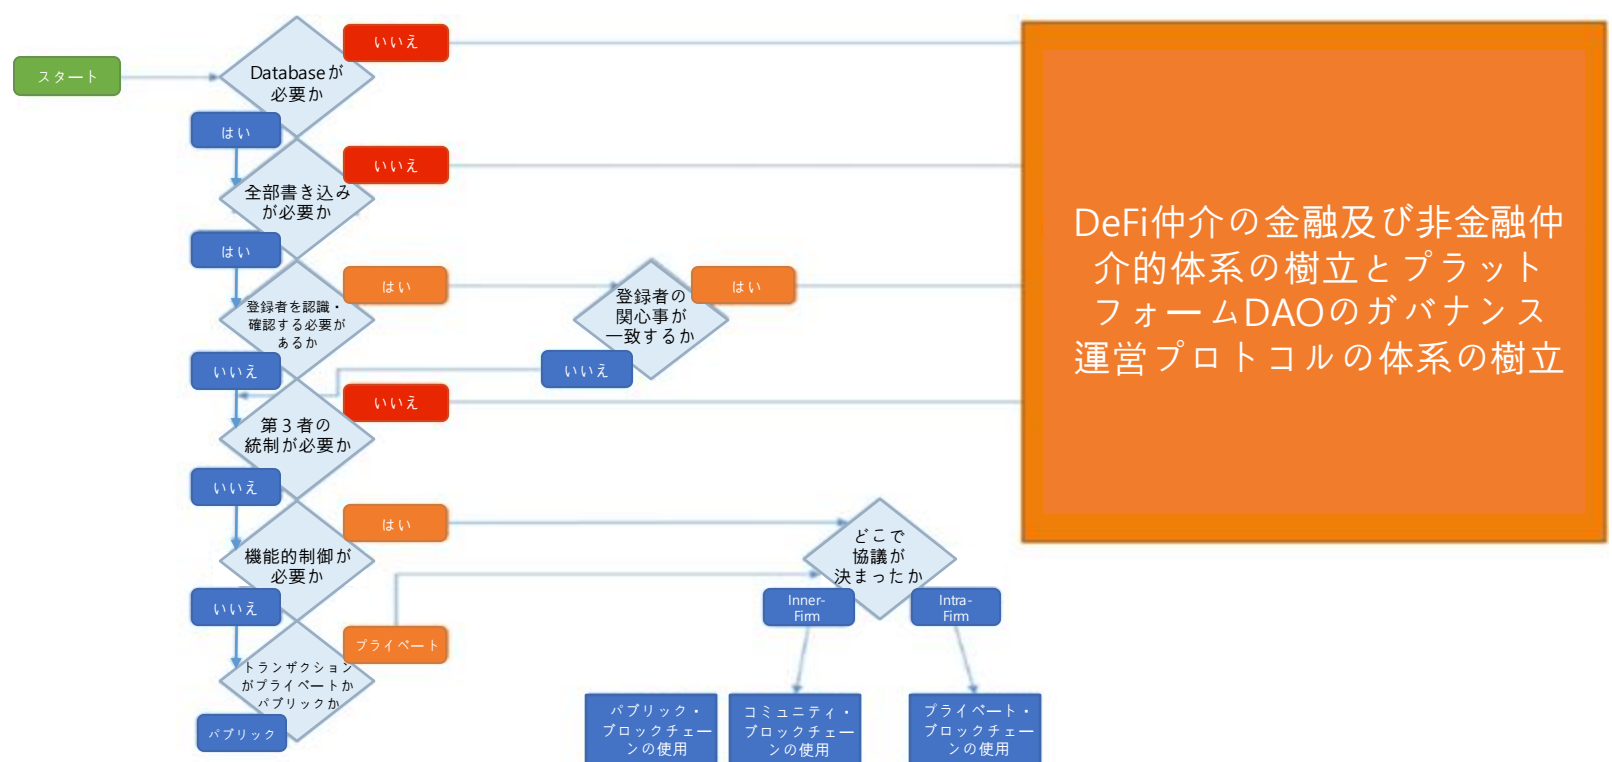 スタート
Databaseが
必要か
いいえ
はい
全部書き込み
が必要か
いいえ
はい
登録者を認識・
確認する必要が
あるか
はい
登録者の
関心事が
一致するか
はい
いいえ
いいえ
第３者の
統制が必要か
いいえ
いいえ
機能的制御が
必要か
はい
どこで
協議が
決まったか
Inner-
Firm
Intra-
Firm
いいえ
トランザクション
がプライベートか
パブリックか
プライベート
パブリック
パブリック・
ブロックチェー
ンの使用
コミュニティ・
ブロックチェー
ンの使用
プライベート・
ブロックチェー
ンの使用
DeFi仲介の金融及び非金融仲
介的体系の樹立とプラット
フォームDAOのガバナンス
運営プロトコルの体系の樹立